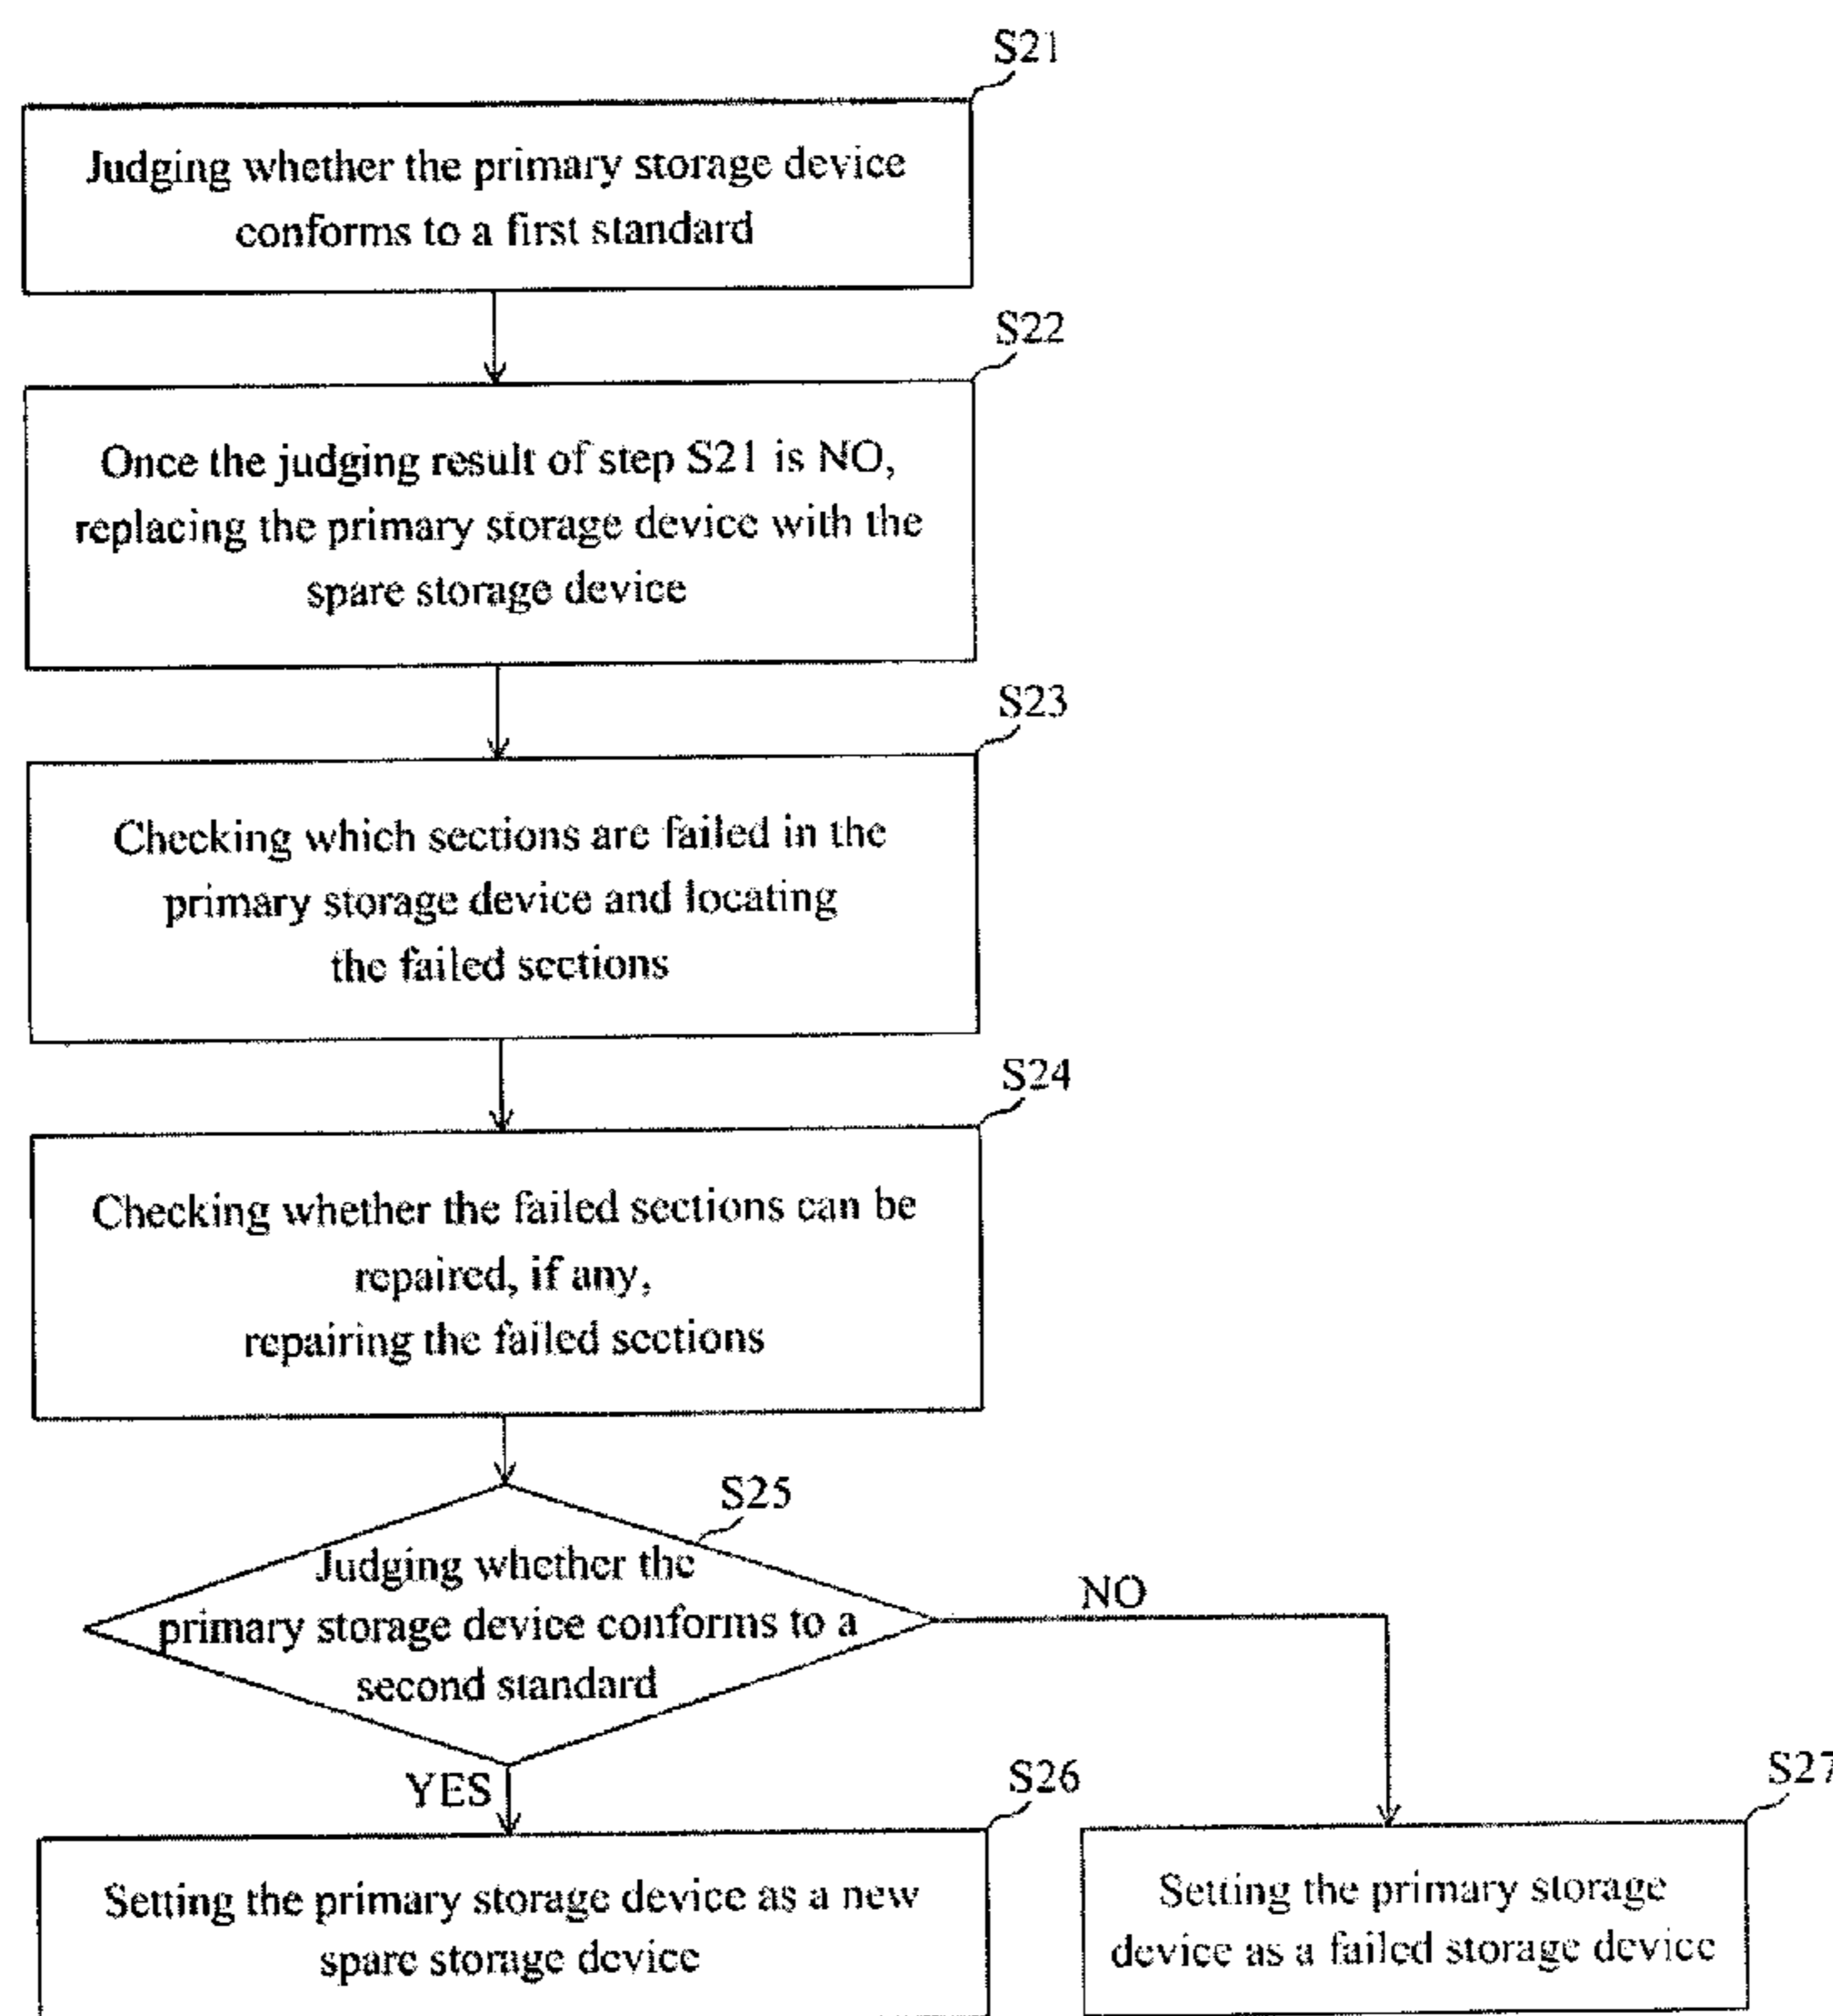 S21
Judging whether the primary storage device
conforms to a first standard
S22
Once the judging result of step S21 is NO,
replacing the primary storage device with the
spare storage device
S23
Checking which sections are failed in the
primary storage device and locating
the failed sections
S24
Checking whether the failed sections can be
repaired, if any,
repairing the failed sections
S25
Judging whether the
primary storage device conforms to a
second standard
NO
YES
S26
Setting the primary storage device as a new
spare storage device
S27
Setting the primary storage
device as a failed storage device